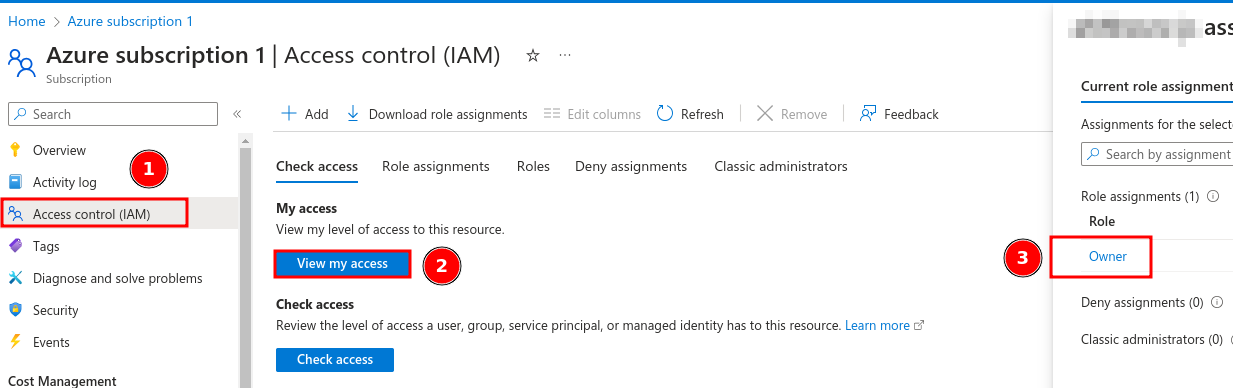 Home > Azure subscription 1
Azure subscription 1 | Access control (IAM) ☆ ...
Subscription
Search «
Overview
Activity log
1
Access control (IAM)
Tags
Diagnose and solve problems
Security
Events
Cost Management
+ Add Download role assignments Edit columns Refresh Remove Feedback
Check access Role assignments Roles Deny assignments Classic administrators
My access
View my level of access to this resource.
View my access
2
Check access
Review the level of access a user, group, service principal, or managed identity has to this resource. Learn more
Check access
ass
Current role assignment
Assignments for the selecte
Search by assignment
Role assignments (1)
Role
3
Owner
Deny assignments (0)
Classic administrators (0)